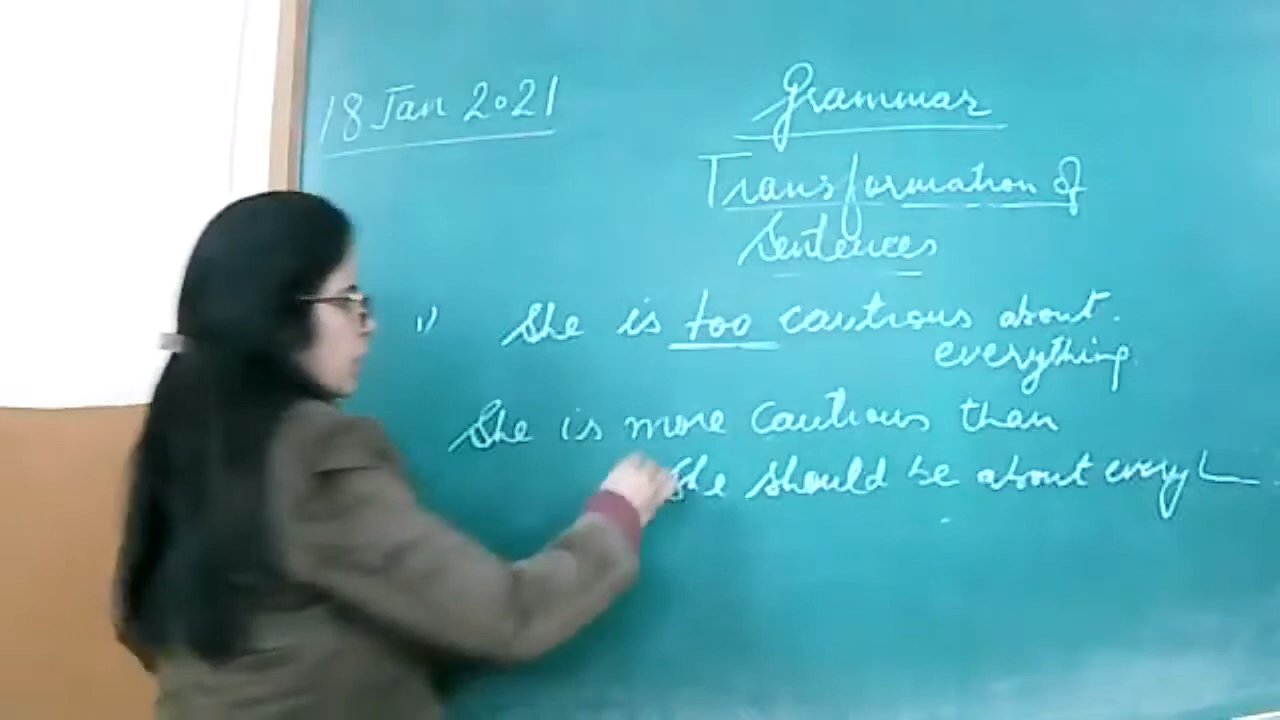 18 Jan 2021
Grammar
Transformation of
Sentences
1) She is too cautious about.
everything.
She is more cautious than
She should be about every